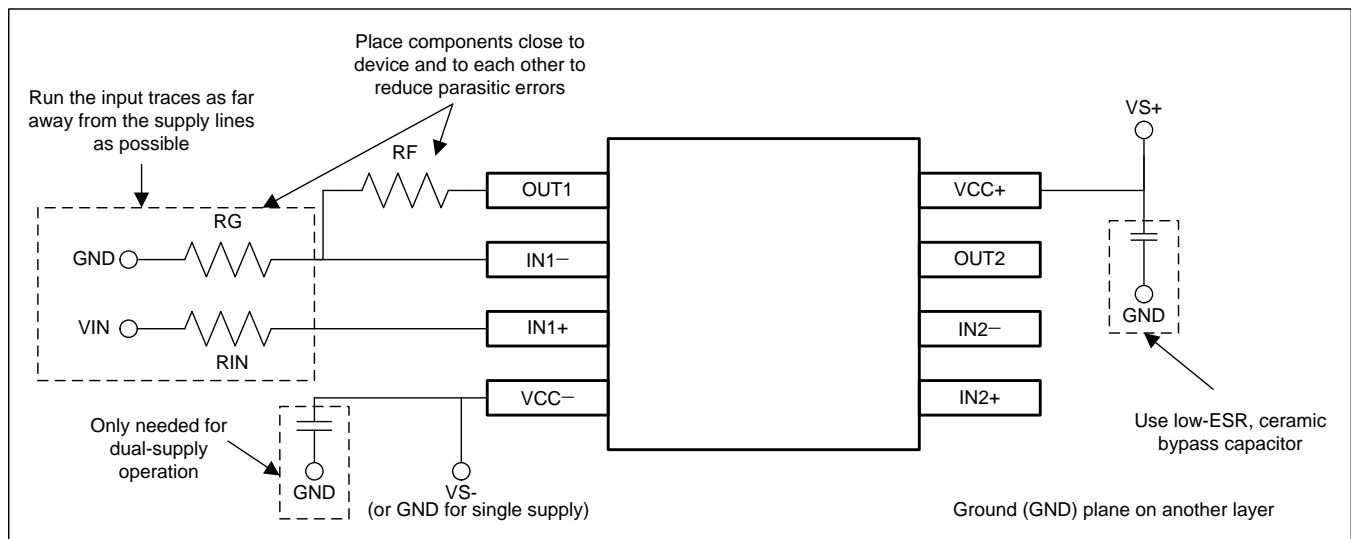 Place components close to
device and to each other to
reduce parasitic errors
Run the input traces as far
away from the supply lines
as possible
VS+
RF
OUT1
VCC+
RG
GND
IN1−
OUT2
GND
VIN
IN1+
IN2−
RIN
VCC−
IN2+
Only needed for
dual-supply
operation
Use low-ESR, ceramic
bypass capacitor
GND
VS-
(or GND for single supply)
Ground (GND) plane on another layer